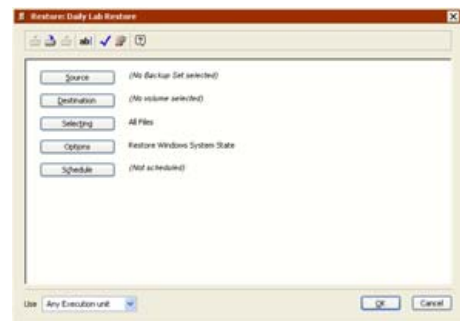 Restore: Daily Lab Restore
ab|
Source (No Backup Set selected)
Destination (No volume selected)
Selecting All Files
Options Restore Windows System State
Schedule (Not scheduled)
Use Any Execution unit
OK Cancel